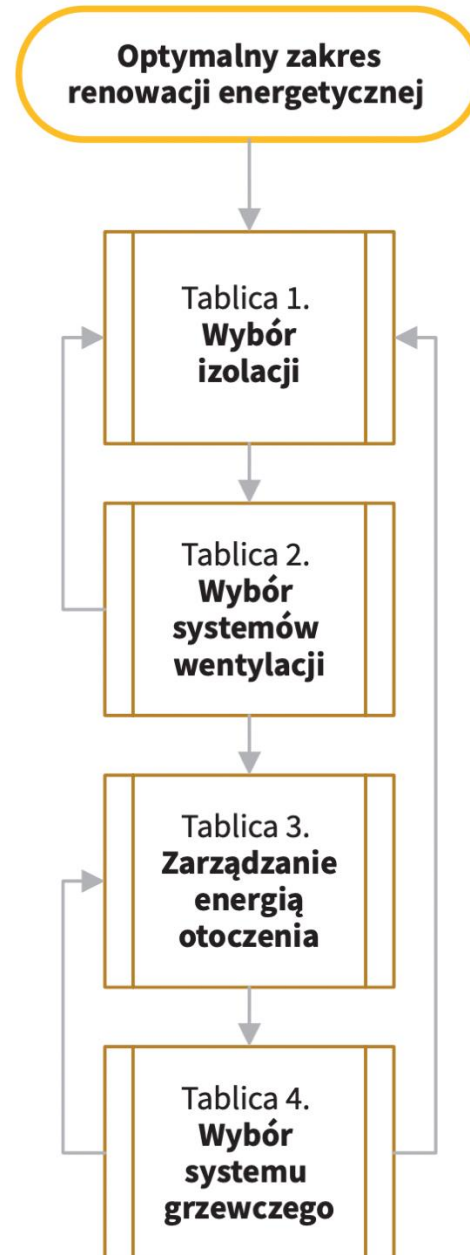 Optymalny zakres
renowacji energetycznej
Tablica 1.
Wybór
izolacji
Tablica 2.
Wybór
systemów
wentylacji
Tablica 3.
Zarządzanie
energią
otoczenia
Tablica 4.
Wybór
systemu
grzewczego